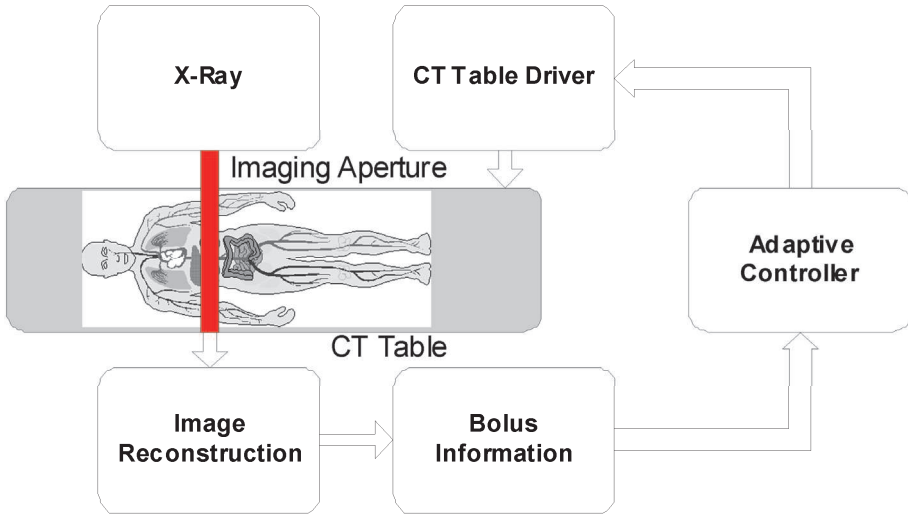 X-Ray
CT Table Driver
Imaging Aperture
Adaptive
Controller
CT Table
Image
Reconstruction
Bolus
Information